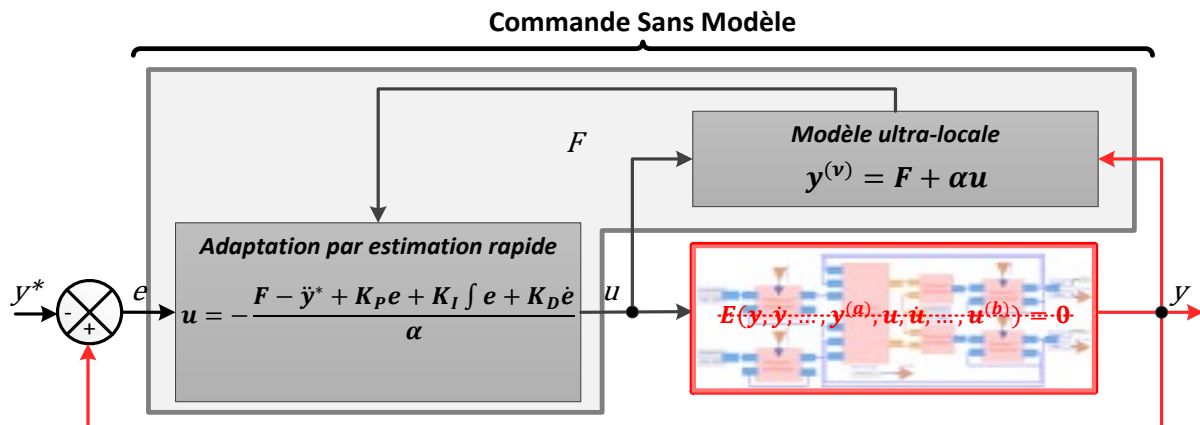 Commande Sans Modèle
Modèle ultra-locale
y^(ν) = F + αu
F
Adaptation par estimation rapide
u = − (F − ÿ* + K_P e + K_I ∫ e + K_D ė) / α
y*
-
+
e
u
E(y, ẏ, …, y^(a), u, u̇, …, u^(b)) = 0
y